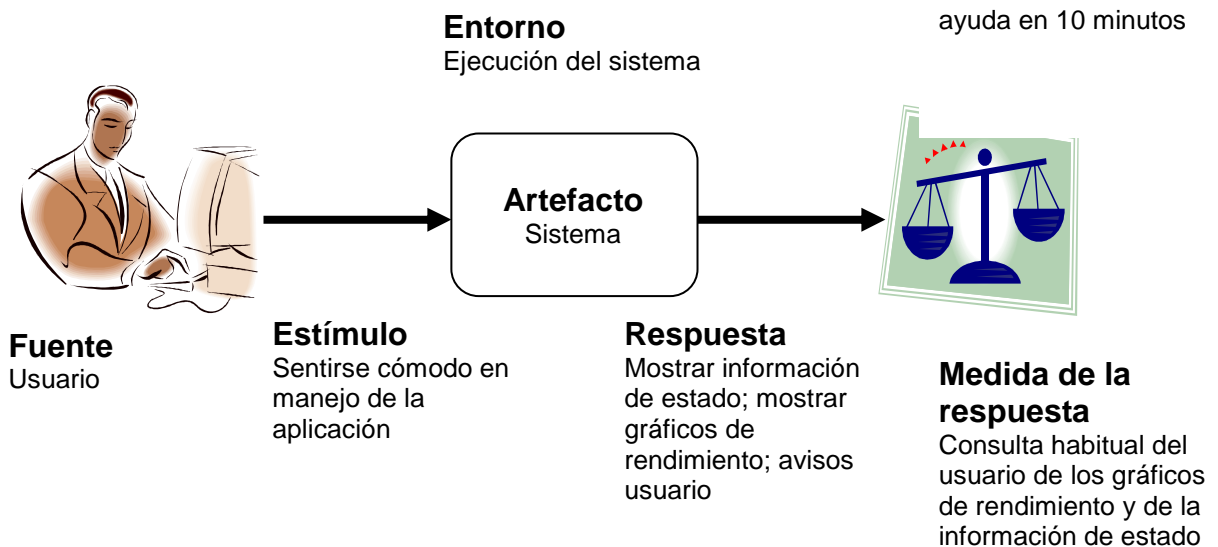 ayuda en 10 minutos
Entorno
Ejecución del sistema
Artefacto
Sistema
Fuente
Usuario
Estímulo
Sentirse cómodo en
manejo de la
aplicación
Respuesta
Mostrar información
de estado; mostrar
gráficos de
rendimiento; avisos
usuario
Medida de la
respuesta
Consulta habitual del
usuario de los gráficos
de rendimiento y de la
información de estado